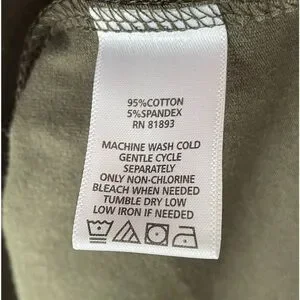 95%COTTON
5%SPANDEX
RN 81893
MACHINE WASH COLD
GENTLE CYCLE
SEPARATELY
ONLY NON-CHLORINE
BLEACH WHEN NEEDED
TUMBLE DRY LOW
LOW IRON IF NEEDED